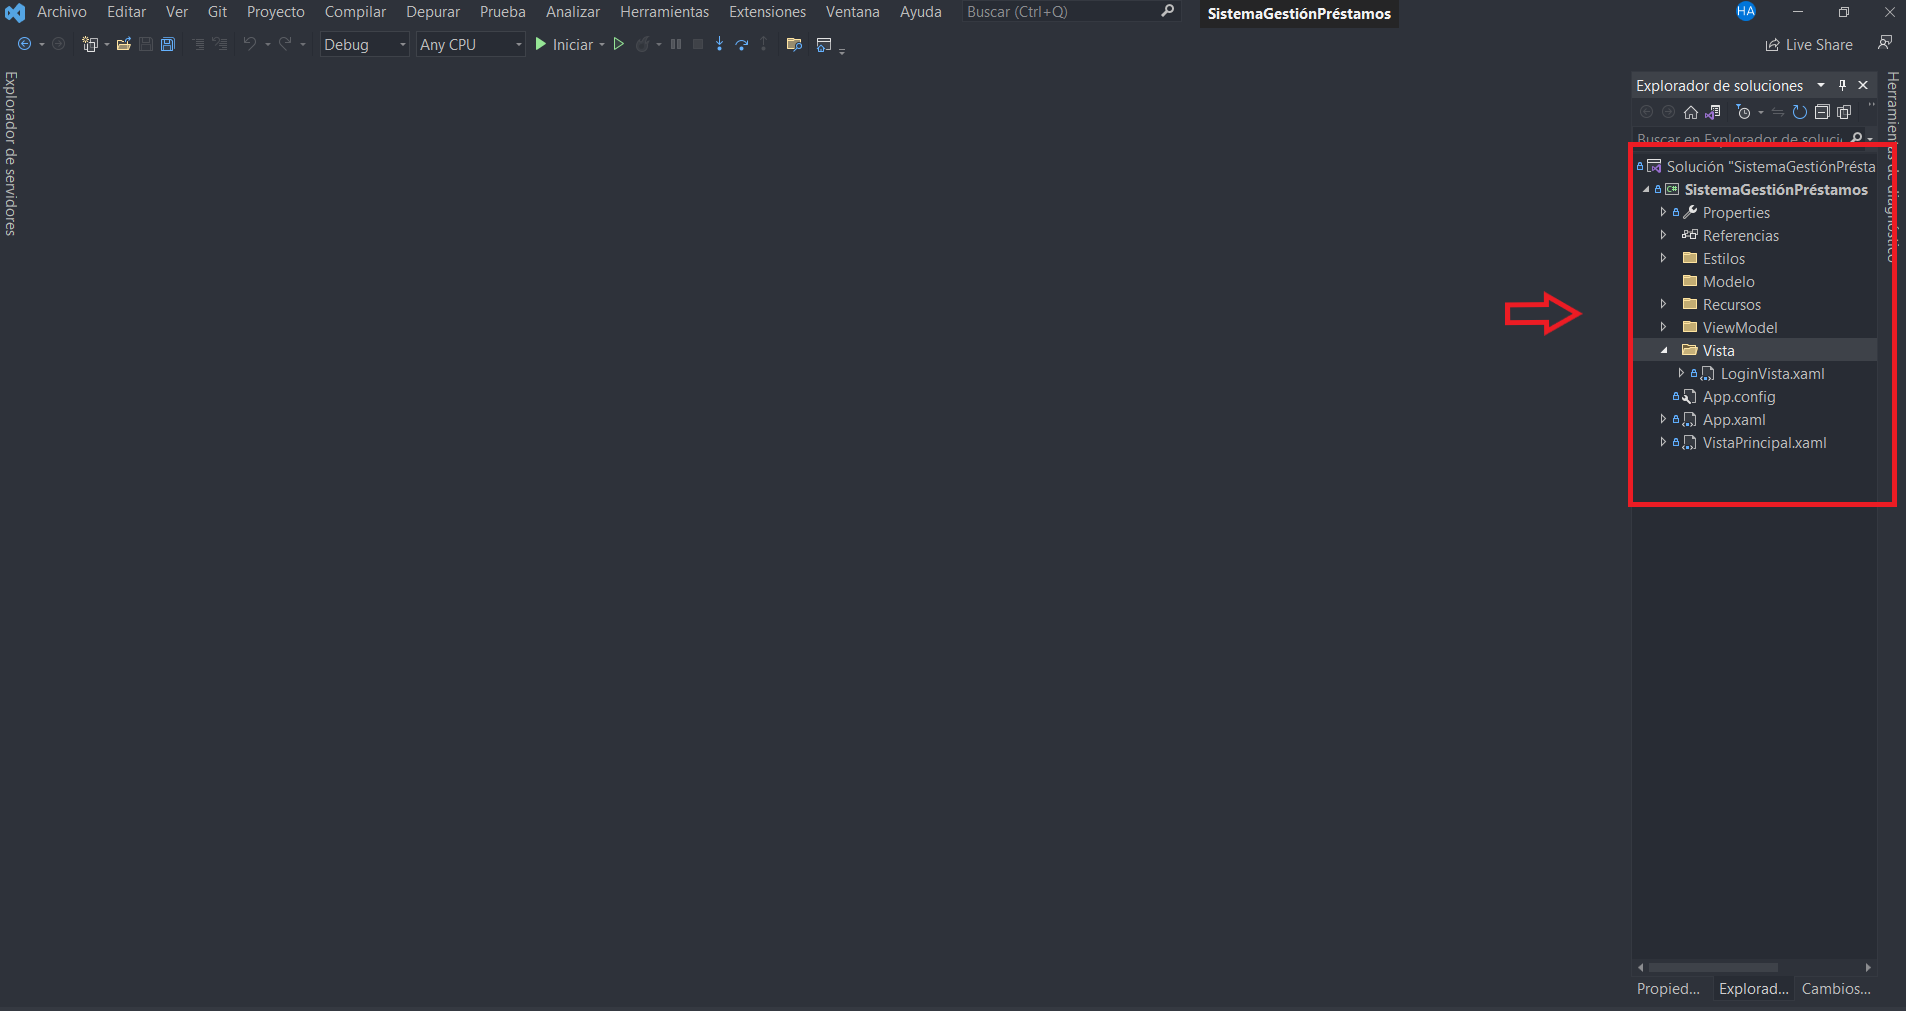 Archivo Editar Ver Git Proyecto Compilar Depurar Prueba Analizar Herramientas Extensiones Ventana Ayuda Buscar (Ctrl+Q) SistemaGestiónPréstamos HA
Debug Any CPU Iniciar Live Share
Explorador de servidores
Explorador de soluciones
Buscar en Explorador de soluci
Solución "SistemaGestiónPrésta
C# SistemaGestiónPréstamos
Properties
Referencias
Estilos
Modelo
Recursos
ViewModel
Vista
LoginVista.xaml
App.config
App.xaml
VistaPrincipal.xaml
Propied... Explorad... Cambios...
Herramientas de diagnóstico